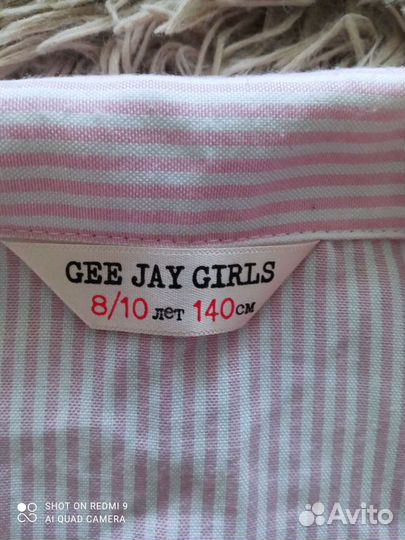 GEE JAY GIRLS
8/10 лет 140см
SHOT ON REDMI 9
AI QUAD CAMERA
Avito